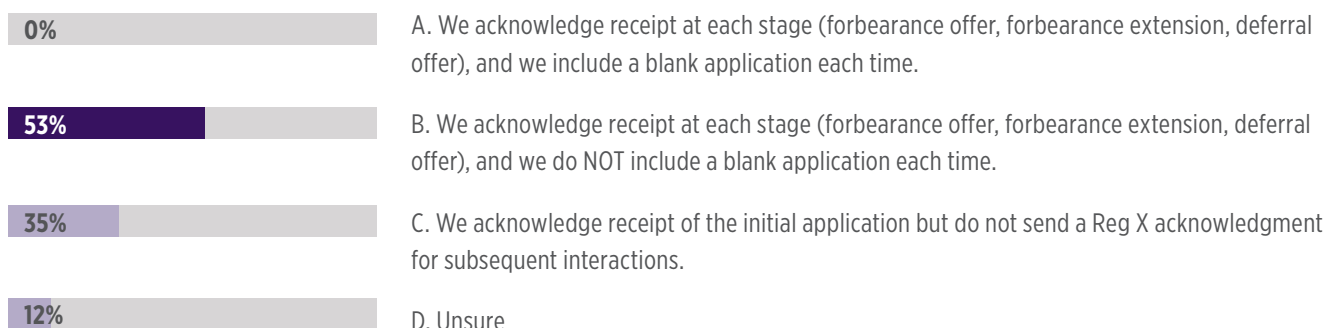 0%
A. We acknowledge receipt at each stage (forbearance offer, forbearance extension, deferral
offer), and we include a blank application each time.
53%
B. We acknowledge receipt at each stage (forbearance offer, forbearance extension, deferral
offer), and we do NOT include a blank application each time.
35%
C. We acknowledge receipt of the initial application but do not send a Reg X acknowledgment
for subsequent interactions.
12%
D. Unsure